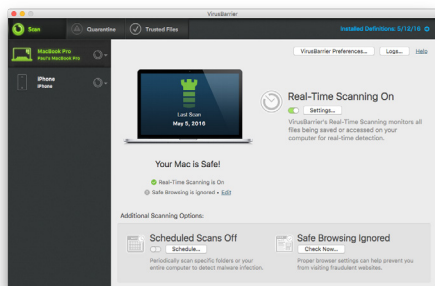 VirusBarrier
Scan
Quarantine
Trusted Files
Installed Definitions: 5/12/16
MacBook Pro
Paul's MacBook Pro
iPhone
iPhone
VirusBarrier Preferences...
Logs...
Help
Last Scan
May 5, 2016
Real-Time Scanning On
Settings...
VirusBarrier's Real-Time Scanning monitors all
files being saved or accessed on your
computer for real-time detection.
Your Mac is Safe!
Real-Time Scanning is On
Safe Browsing is ignored • Edit
Additional Scanning Options:
Scheduled Scans Off
Schedule...
Periodically scan specific folders or your
entire computer to detect malware infection.
Safe Browsing Ignored
Check Now...
Proper browser settings can help prevent you
from visiting fraudulent websites.